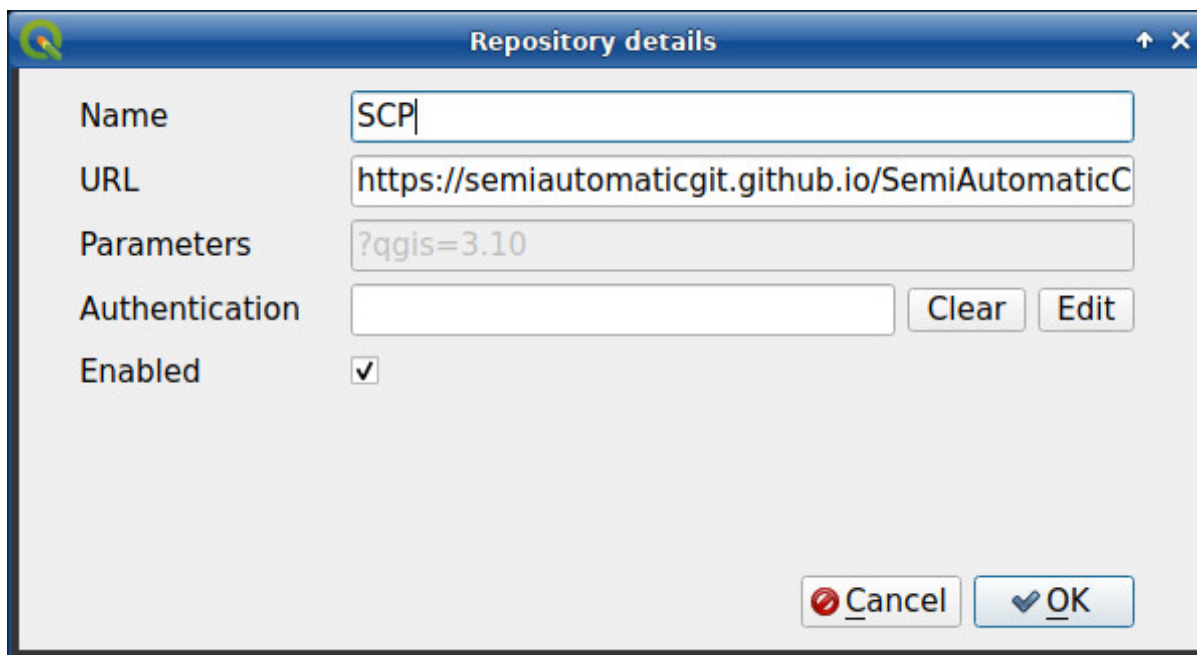 Repository details
Name SCP
URL https://semiautomaticgit.github.io/SemiAutomaticC
Parameters ?qgis=3.10
Authentication Clear Edit
Enabled
Cancel OK